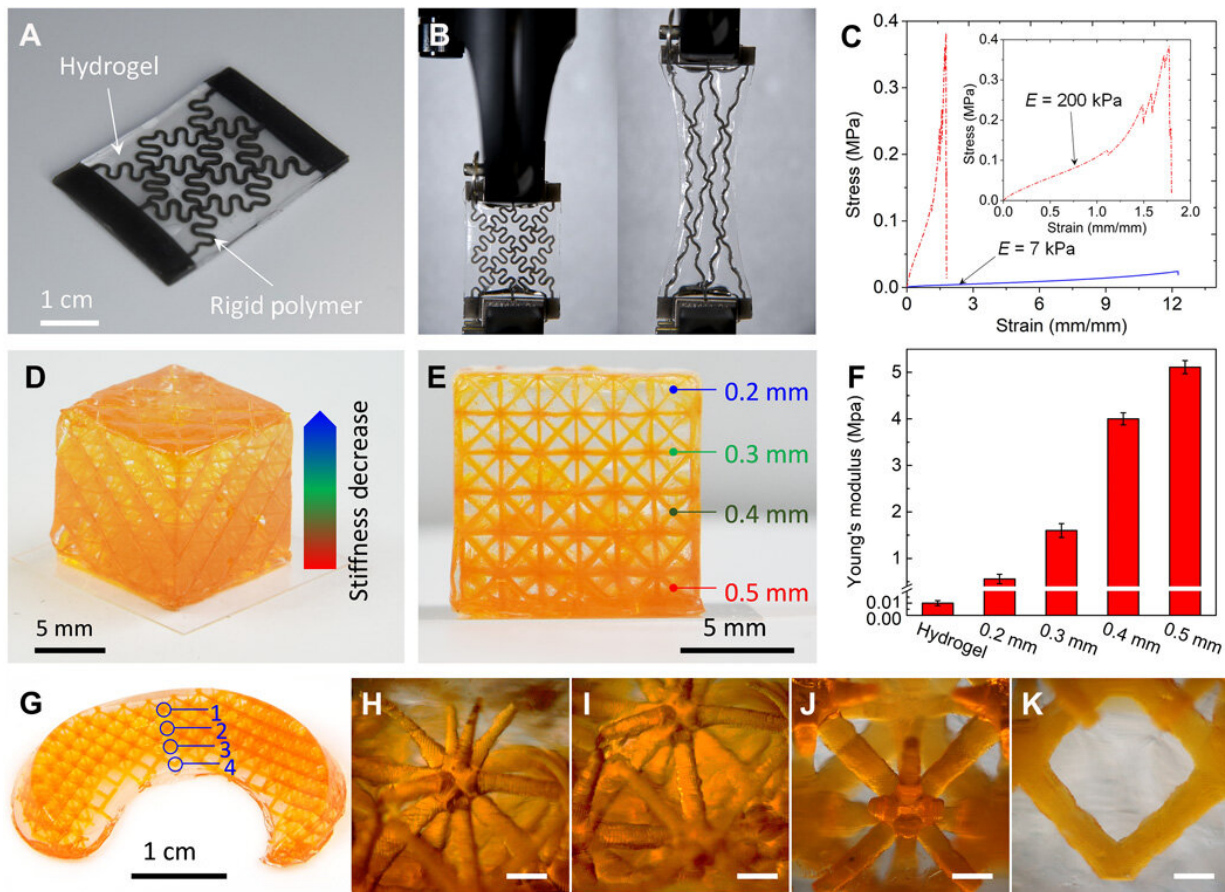 A
Hydrogel
Rigid polymer
1 cm
B
C
0.4
0.3
0.2
0.1
0.0
Stress (MPa)
0
3
6
9
12
Strain (mm/mm)
0.4
0.3
0.2
0.1
0.0
Stress (MPa)
E = 200 kPa
0.0
0.5
1.0
1.5
2.0
Strain (mm/mm)
E = 7 kPa
D
Stiffness decrease
5 mm
E
0.2 mm
0.3 mm
0.4 mm
0.5 mm
5 mm
F
Young's modulus (Mpa)
5
4
3
2
1
0.01
0.00
Hydrogel
0.2 mm
0.3 mm
0.4 mm
0.5 mm
G
1
2
3
4
1 cm
H
I
J
K